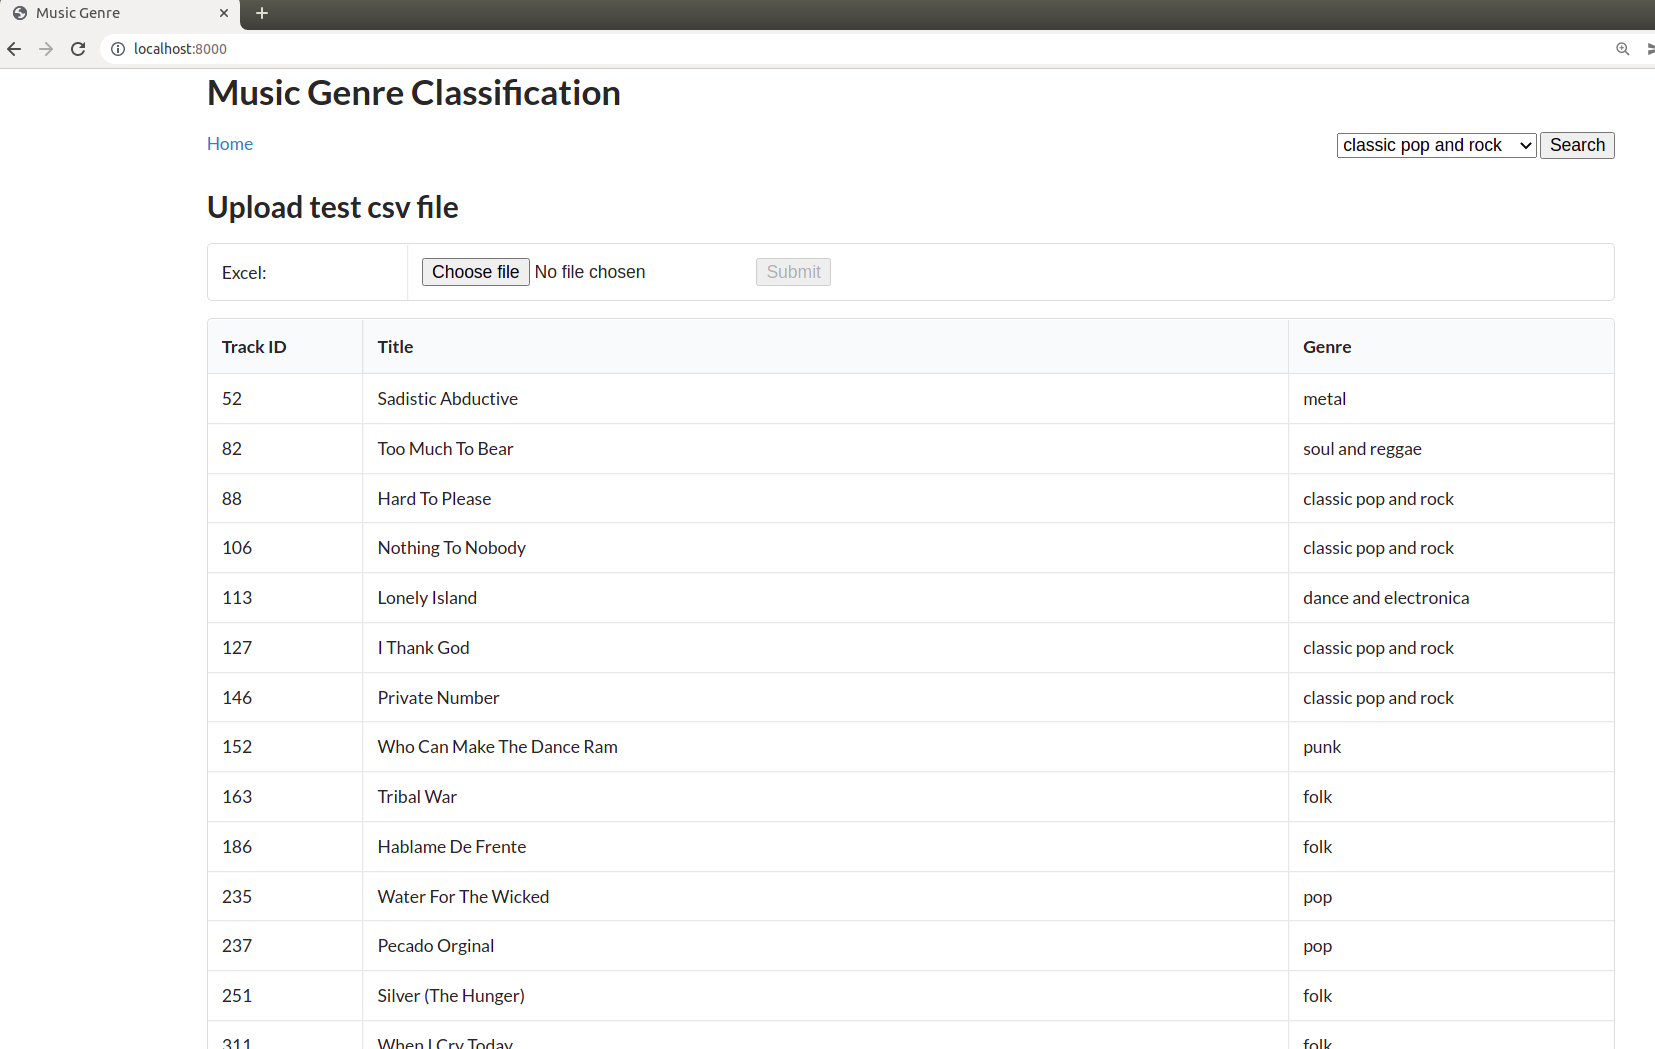 Music Genre
localhost:8000
Music Genre Classification
Home
classic pop and rock Search
Upload test csv file
Excel: Choose file No file chosen Submit
Track ID Title Genre
52 Sadistic Abductive metal
82 Too Much To Bear soul and reggae
88 Hard To Please classic pop and rock
106 Nothing To Nobody classic pop and rock
113 Lonely Island dance and electronica
127 I Thank God classic pop and rock
146 Private Number classic pop and rock
152 Who Can Make The Dance Ram punk
163 Tribal War folk
186 Hablame De Frente folk
235 Water For The Wicked pop
237 Pecado Orginal pop
251 Silver (The Hunger) folk
311 When I Cry Today folk